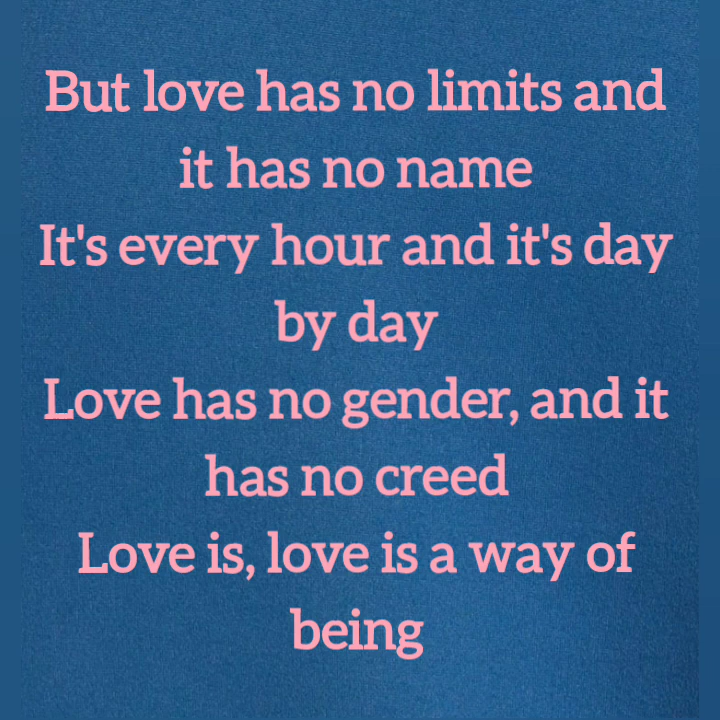 But love has no limits and
it has no name
It's every hour and it's day
by day
Love has no gender, and it
has no creed
Love is, love is a way of
being